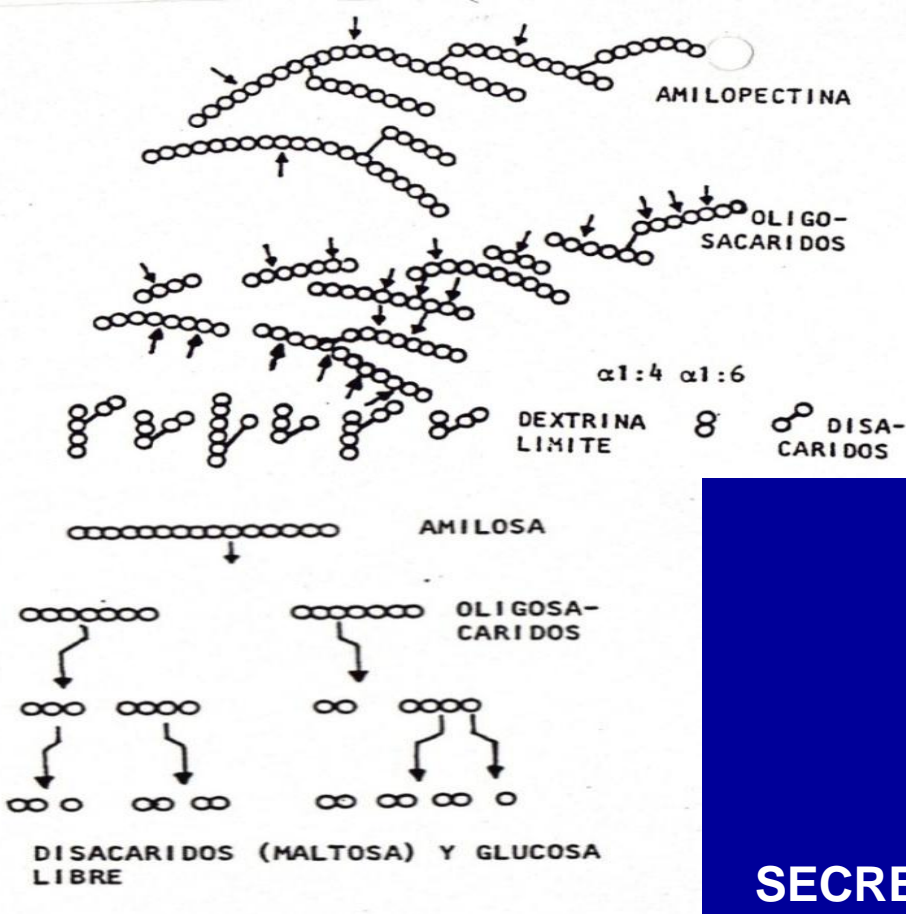 AMILOPECTINA
OLIGO-
SACARIDOS
α1:4 α1:6
DEXTRINA
LIMITE
DISA-
CARIDOS
AMILOSA
OLIGOSA-
CARIDOS
DISACARIDOS (MALTOSA) Y GLUCOSA
LIBRE
SECRE